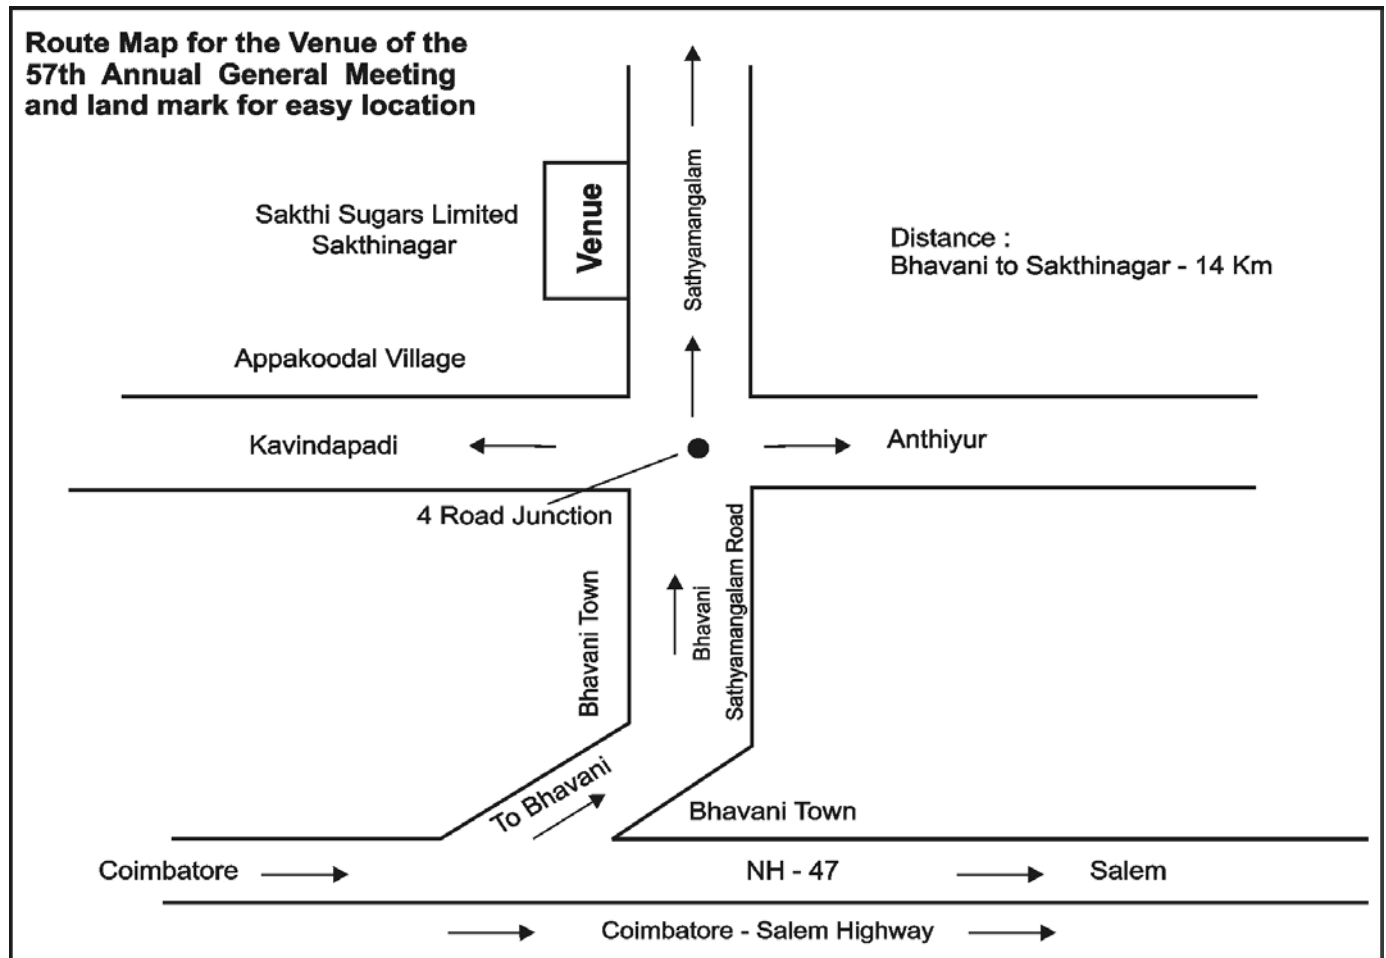 Route Map for the Venue of the
57th Annual General Meeting
and land mark for easy location
Sathyamangalam
Venue
Sakthi Sugars Limited
Sakthinagar
Distance :
Bhavani to Sakthinagar - 14 Km
Appakoodal Village
Kavindapadi
Anthiyur
4 Road Junction
Bhavani Town
Bhavani
Sathyamangalam Road
To Bhavani
Bhavani Town
Coimbatore
NH - 47
Salem
Coimbatore - Salem Highway